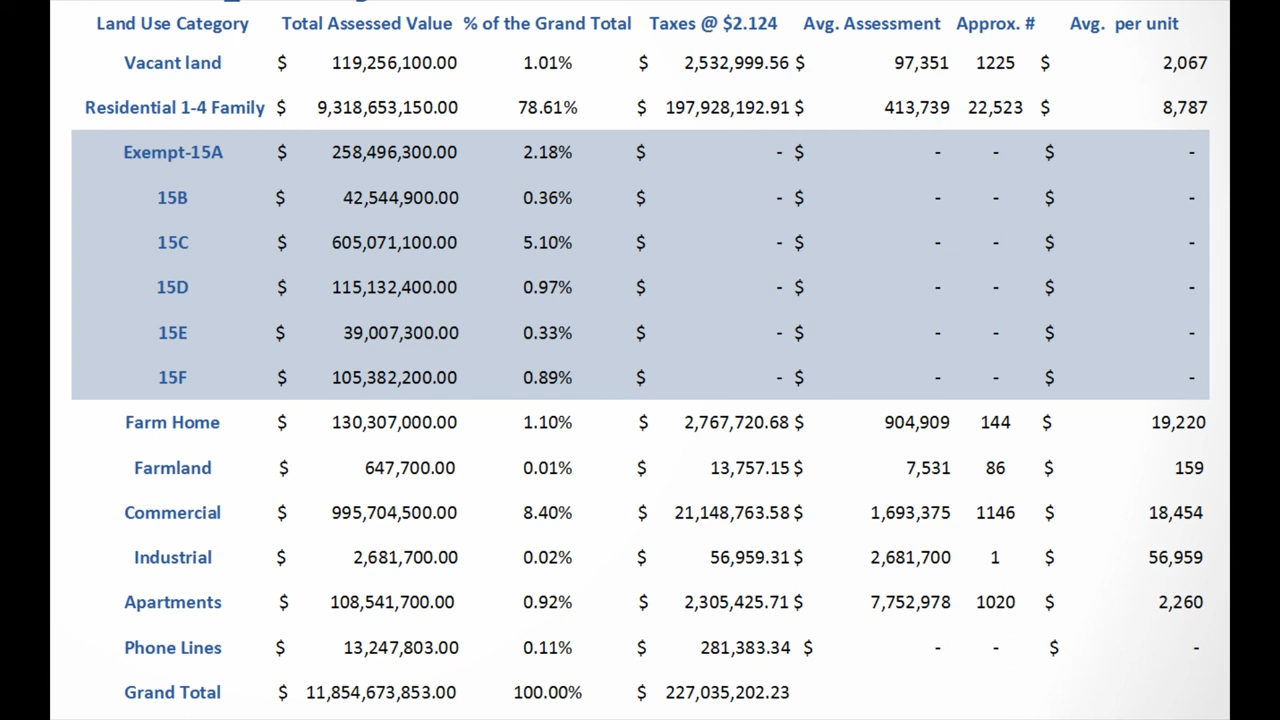 Land Use Category Total Assessed Value % of the Grand Total Taxes @ $2.124 Avg. Assessment Approx. # Avg. per unit
Vacant land $ 119,256,100.00 1.01% $ 2,532,999.56 $ 97,351 1225 $ 2,067
Residential 1-4 Family $ 9,318,653,150.00 78.61% $ 197,928,192.91 $ 413,739 22,523 $ 8,787
Exempt-15A $ 258,496,300.00 2.18% $ - $ - - $ -
15B $ 42,544,900.00 0.36% $ - $ - - $ -
15C $ 605,071,100.00 5.10% $ - $ - - $ -
15D $ 115,132,400.00 0.97% $ - $ - - $ -
15E $ 39,007,300.00 0.33% $ - $ - - $ -
15F $ 105,382,200.00 0.89% $ - $ - - $ -
Farm Home $ 130,307,000.00 1.10% $ 2,767,720.68 $ 904,909 144 $ 19,220
Farmland $ 647,700.00 0.01% $ 13,757.15 $ 7,531 86 $ 159
Commercial $ 995,704,500.00 8.40% $ 21,148,763.58 $ 1,693,375 1146 $ 18,454
Industrial $ 2,681,700.00 0.02% $ 56,959.31 $ 2,681,700 1 $ 56,959
Apartments $ 108,541,700.00 0.92% $ 2,305,425.71 $ 7,752,978 1020 $ 2,260
Phone Lines $ 13,247,803.00 0.11% $ 281,383.34 $ - - $ -
Grand Total $ 11,854,673,853.00 100.00% $ 227,035,202.23